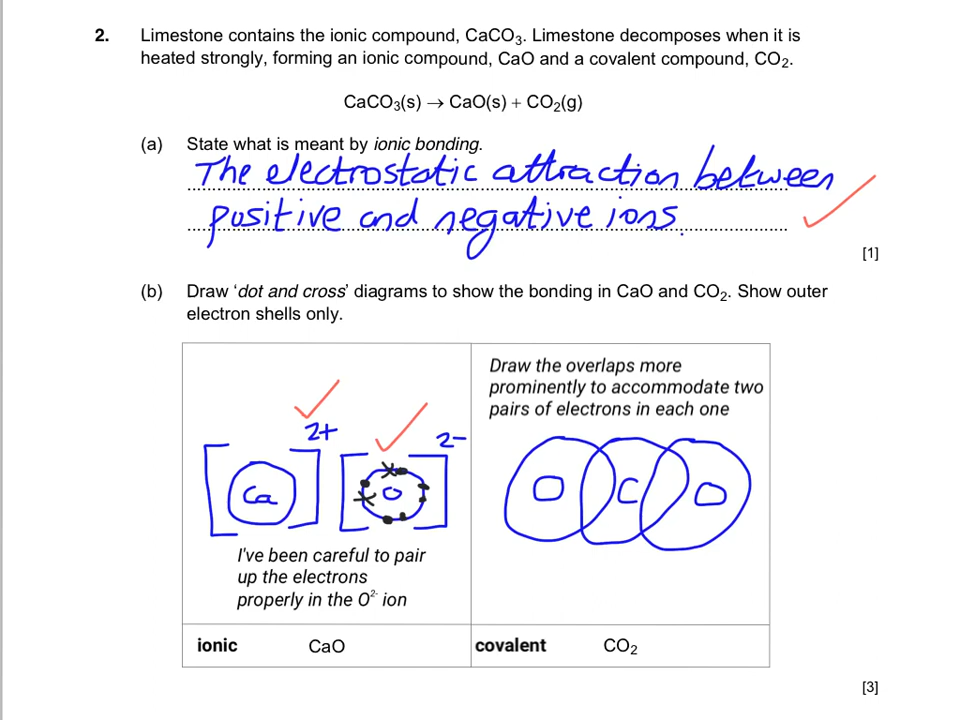 2. Limestone contains the ionic compound, CaCO₃. Limestone decomposes when it is
heated strongly, forming an ionic compound, CaO and a covalent compound, CO₂.
CaCO₃(s) → CaO(s) + CO₂(g)
(a) State what is meant by ionic bonding.
The electrostatic attraction between
positive and negative ions.
[1]
(b) Draw ‘dot and cross’ diagrams to show the bonding in CaO and CO₂. Show outer
electron shells only.
Draw the overlaps more
prominently to accommodate two
pairs of electrons in each one
2+ 2-
Ca O O C O
I've been careful to pair
up the electrons
properly in the O²⁻ ion
ionic CaO covalent CO₂
[3]